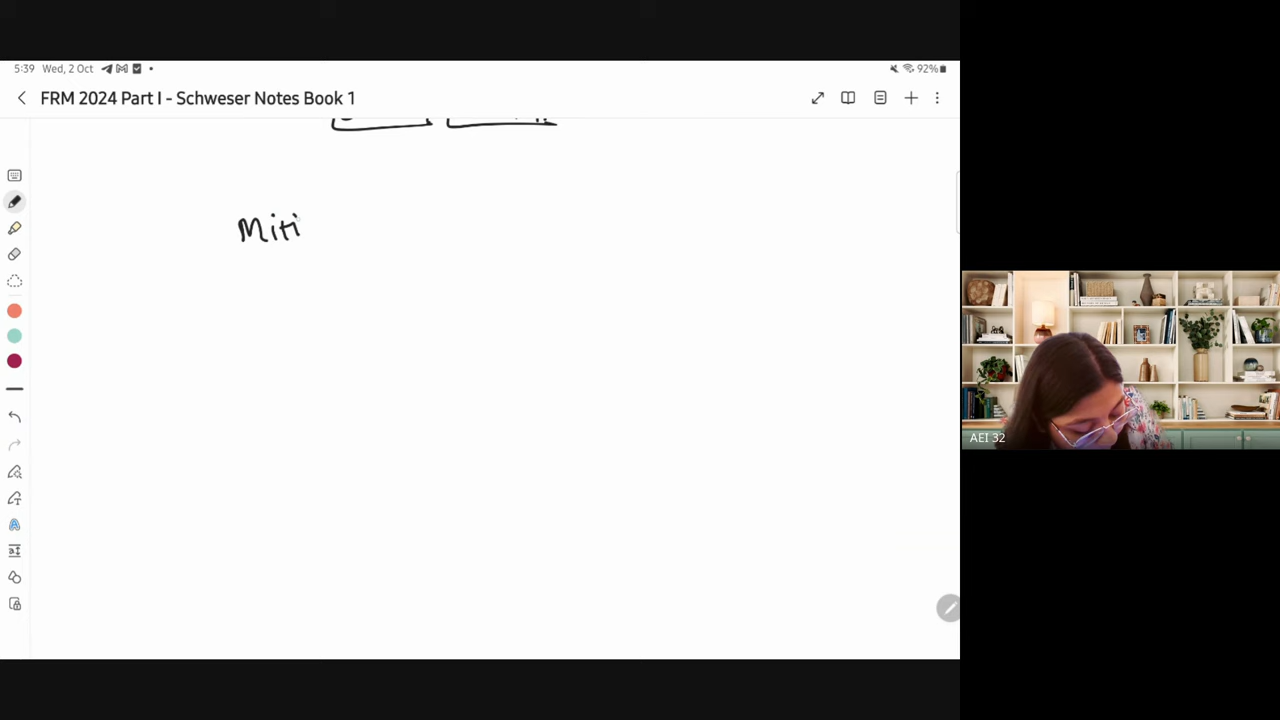 5:39 Wed, 2 Oct 92%
FRM 2024 Part I - Schweser Notes Book 1
Miti
AEI 32